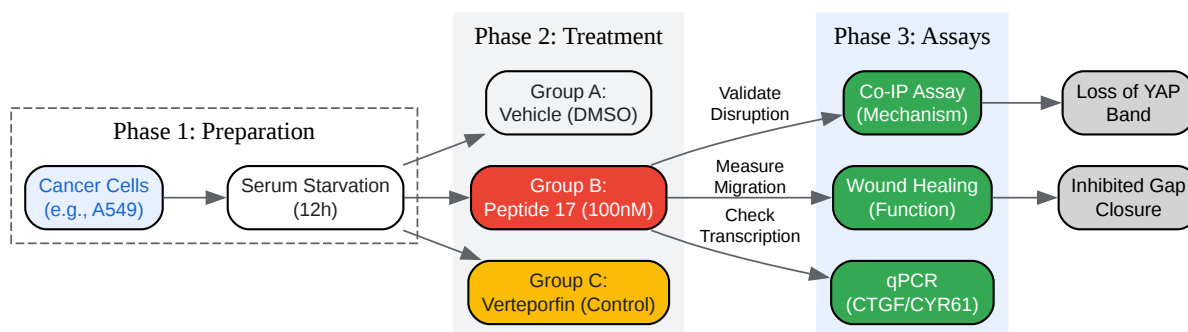 Phase 1: Preparation
Cancer Cells
(e.g., A549)
Serum Starvation
(12h)
Phase 2: Treatment
Group A:
Vehicle (DMSO)
Group B:
Peptide 17 (100nM)
Group C:
Verteporfin (Control)
Validate
Disruption
Measure
Migration
Check
Transcription
Phase 3: Assays
Co-IP Assay
(Mechanism)
Wound Healing
(Function)
qPCR
(CTGF/CYR61)
Loss of YAP
Band
Inhibited Gap
Closure